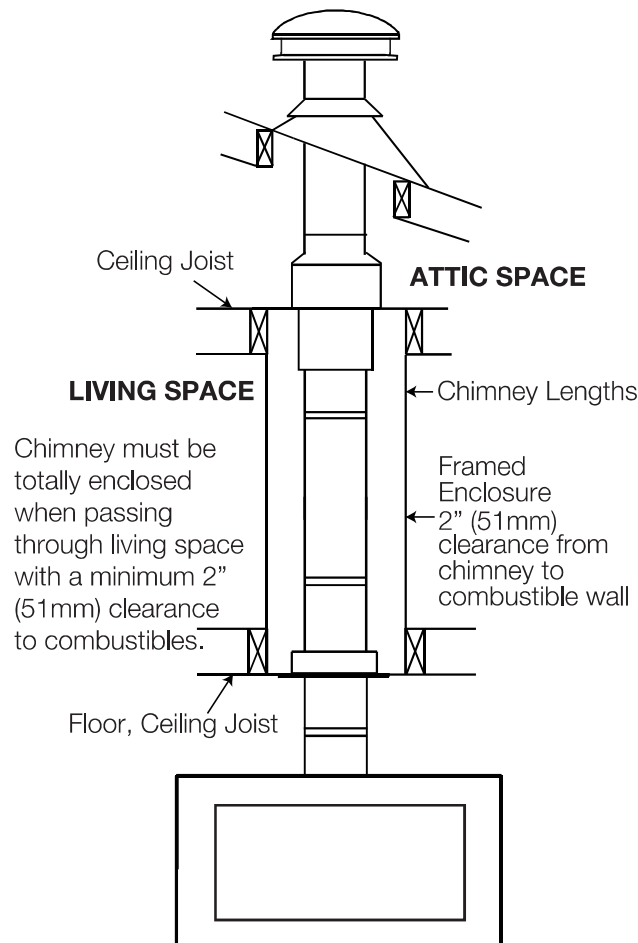 Ceiling Joist
ATTIC SPACE
LIVING SPACE
Chimney Lengths
Chimney must be
totally enclosed
when passing
through living space
with a minimum 2”
(51mm) clearance
to combustibles.
Framed
Enclosure
2” (51mm)
clearance from
chimney to
combustible wall
Floor, Ceiling Joist